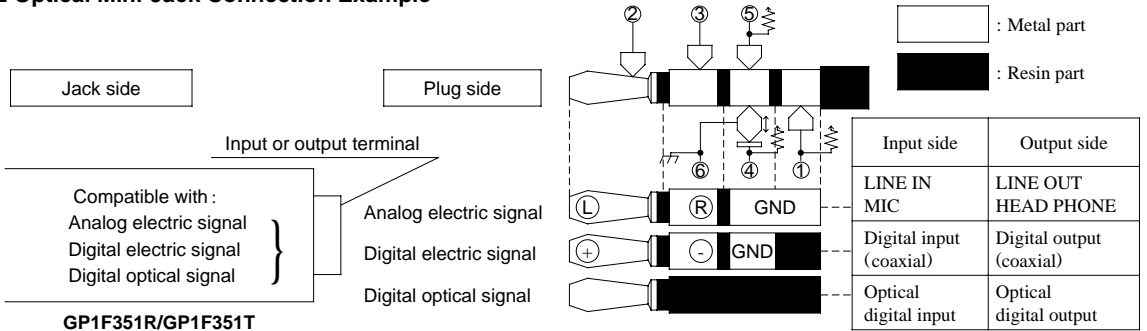 Optical Mini-Jack Connection Example
② ③ ⑤
: Metal part
: Resin part
Jack side
Plug side
Input or output terminal
Compatible with :
Analog electric signal
Digital electric signal
Digital optical signal
}
GP1F351R/GP1F351T
⑥ ④ ①
Analog electric signal
Digital electric signal
Digital optical signal
L R GND
+ - GND
Input side Output side
LINE IN LINE OUT
MIC HEAD PHONE
Digital input Digital output
(coaxial) (coaxial)
Optical Optical
digital input digital output